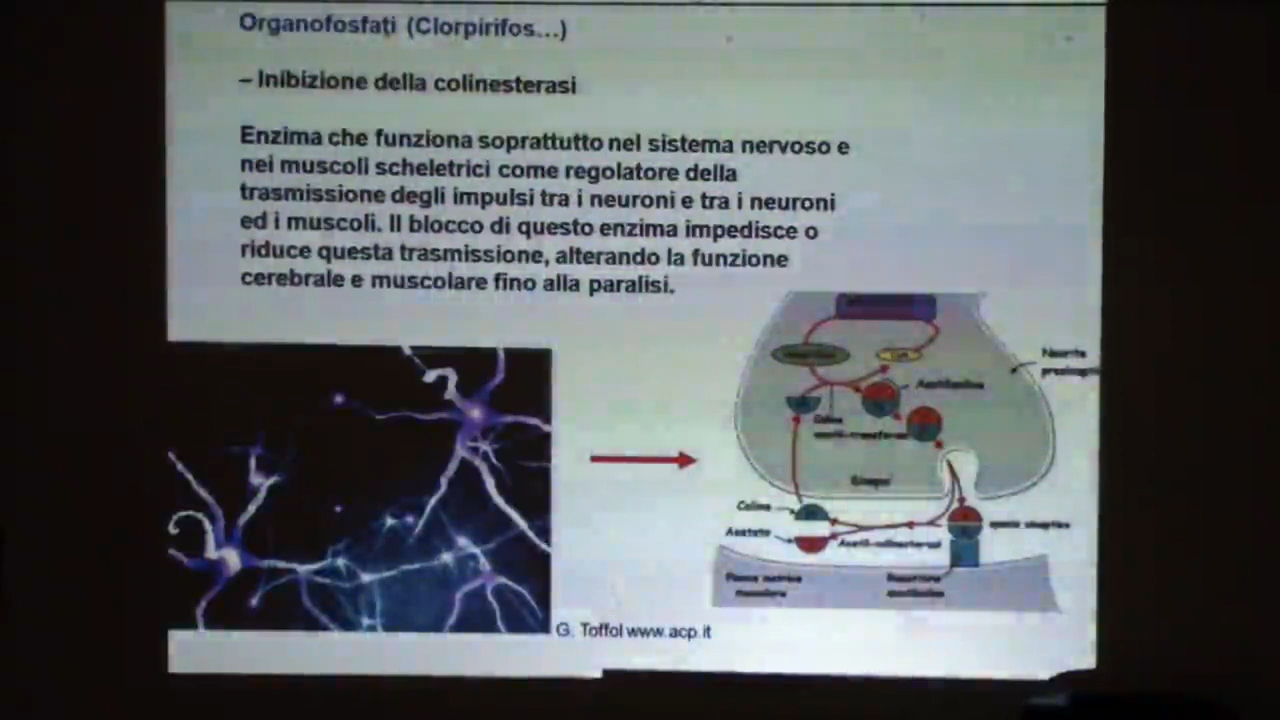 Organofosfati (Clorpirifos...)
– Inibizione della colinesterasi
Enzima che funziona soprattutto nel sistema nervoso e
nei muscoli scheletrici come regolatore della
trasmissione degli impulsi tra i neuroni e tra i neuroni
ed i muscoli. Il blocco di questo enzima impedisce o
riduce questa trasmissione, alterando la funzione
cerebrale e muscolare fino alla paralisi.
Neurite
Acetilcolina
Colina
Sinapsi
Colina
Acetato
Acetil-colinesterasi
Placca motrice
muscolare
Recettore
G. Toffol www.acp.it